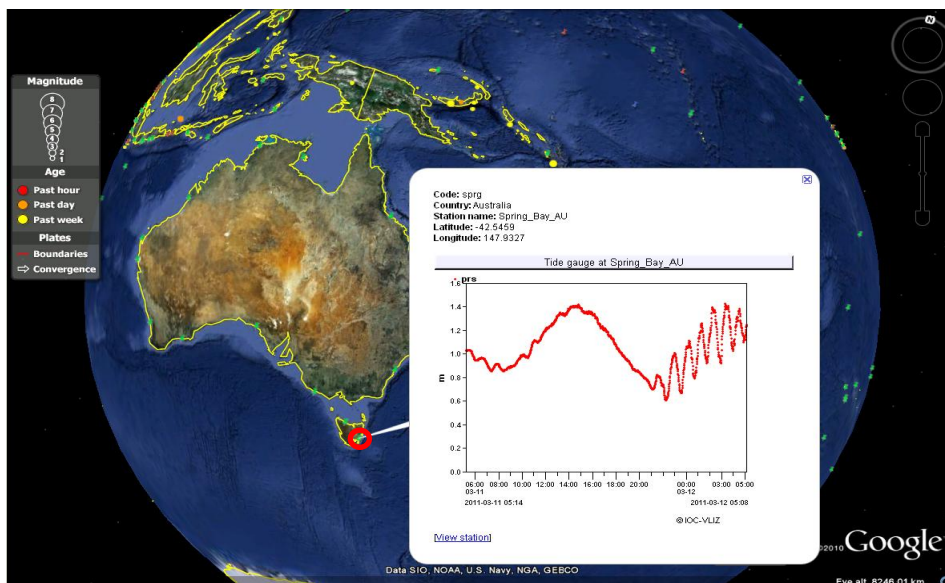 N
Magnitude
8
7
6
5
4
3
2
1
Age
Past hour
Past day
Past week
Plates
Boundaries
Convergence
Code: sprg
Country: Australia
Station name: Spring_Bay_AU
Latitude: -42.5459
Longitude: 147.9327
Tide gauge at Spring_Bay_AU
prs
1.6
1.4
1.2
1.0
0.8
0.6
0.4
0.2
0.0
m
06:00 08:00 10:00 12:00 14:00 16:00 18:00 20:00 00:00 03:00 05:00
03-11 03-12
2011-03-11 05:14 2011-03-12 05:08
©IOC-VLIZ
[View station]
©2010 Google
Data SIO, NOAA, U.S. Navy, NGA, GEBCO
Eye alt 8246.01 km